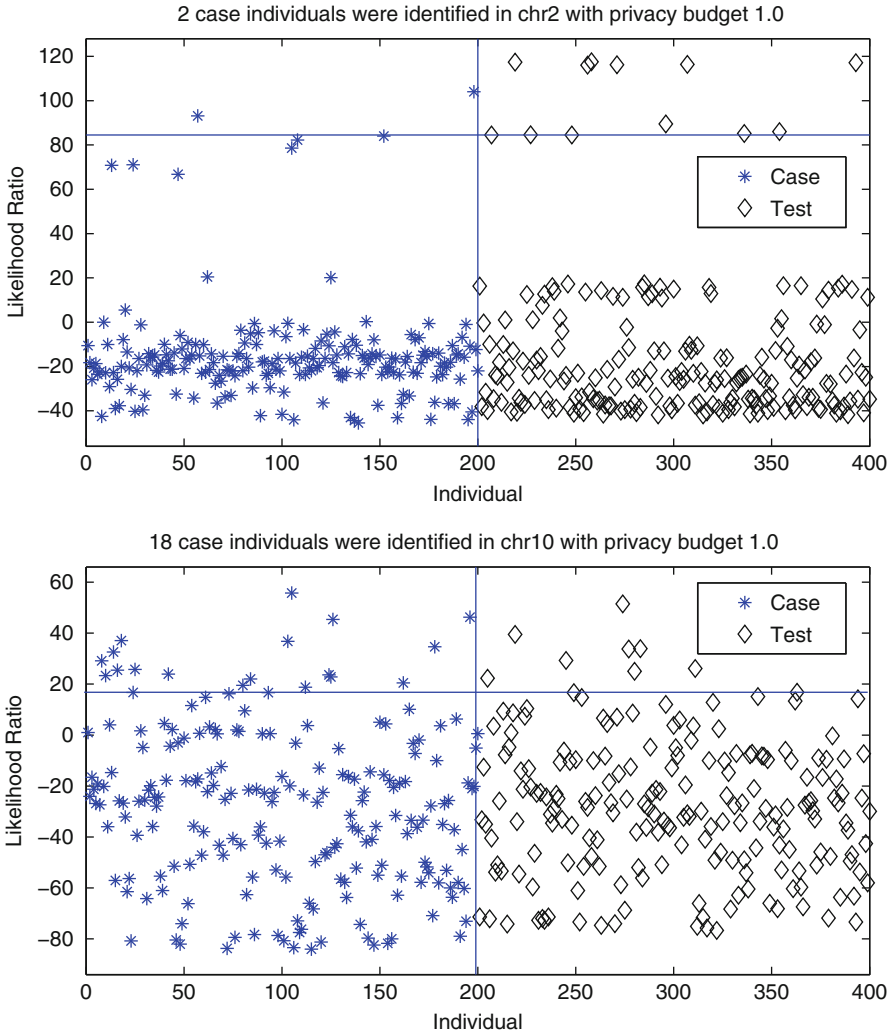 2 case individuals were identified in chr2 with privacy budget 1.0
120
100
80
60
40
20
0
−20
−40
Likelihood Ratio
Case
Test
0 50 100 150 200 250 300 350 400
Individual
18 case individuals were identified in chr10 with privacy budget 1.0
60
40
20
0
−20
−40
−60
−80
Likelihood Ratio
Case
Test
0 50 100 150 200 250 300 350 400
Individual